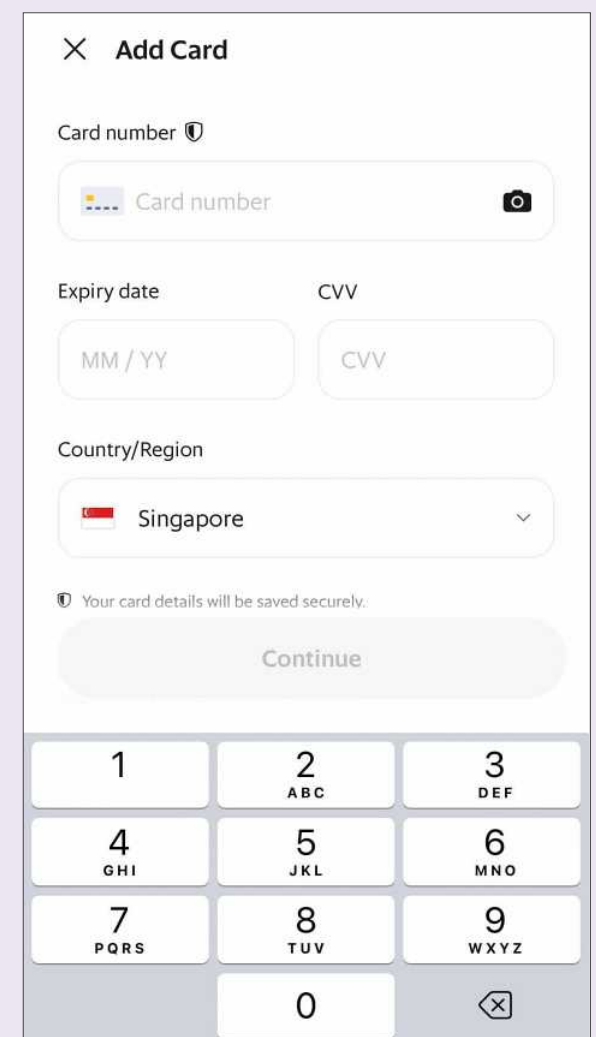 Add Card
Card number
Card number
Expiry date CVV
MM / YY CVV
Country/Region
Singapore
Your card details will be saved securely.
Continue
1 2 3
ABC DEF
4 5 6
GHI JKL MNO
7 8 9
PQRS TUV WXYZ
0